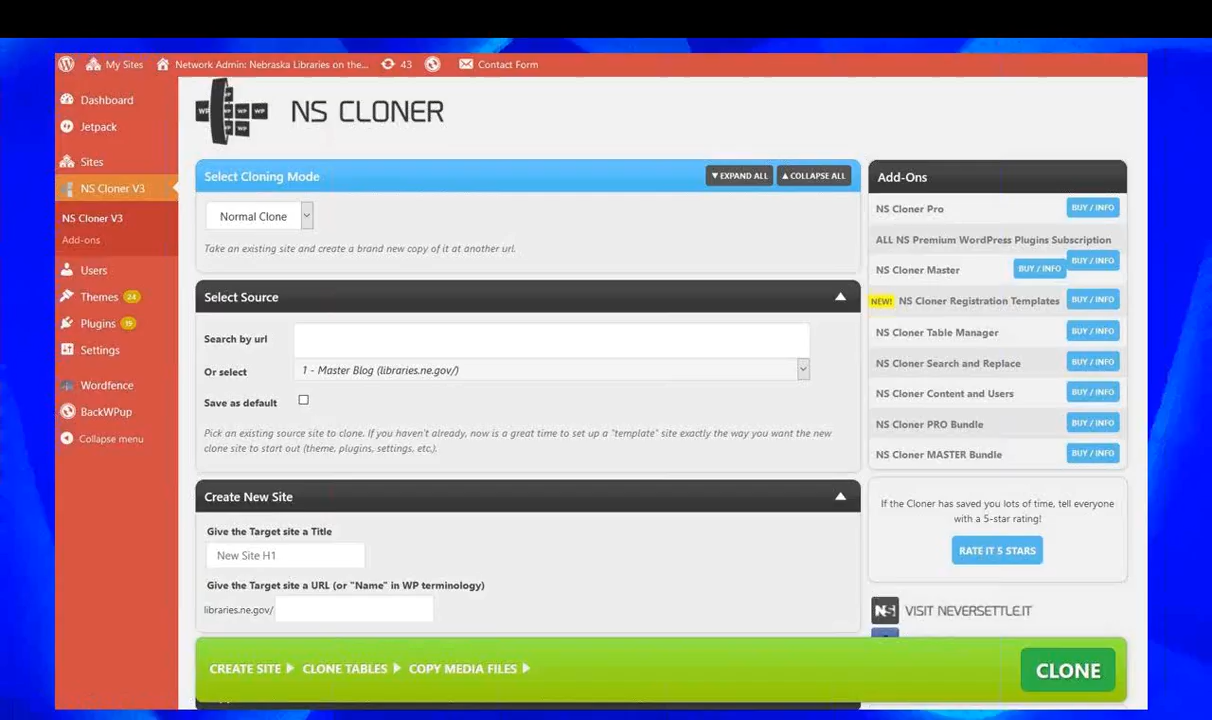 My Sites
Network Admin: Nebraska Libraries on the...
43
Contact Form
Dashboard
Jetpack
Sites
NS Cloner V3
NS Cloner V3
Add-ons
Users
Themes 24
Plugins 15
Settings
Wordfence
BackWPup
Collapse menu
NS CLONER
Select Cloning Mode
▼ EXPAND ALL
▲ COLLAPSE ALL
Normal Clone
Take an existing site and create a brand new copy of it at another url.
Select Source
Search by url
Or select
1 - Master Blog (libraries.ne.gov/)
Save as default
Pick an existing source site to clone. If you haven't already, now is a great time to set up a "template" site exactly the way you want the new
clone site to start out (theme, plugins, settings, etc.).
Create New Site
Give the Target site a Title
New Site H1
Give the Target site a URL (or "Name" in WP terminology)
libraries.ne.gov/
CREATE SITE
CLONE TABLES
COPY MEDIA FILES
CLONE
Add-Ons
NS Cloner Pro BUY / INFO
ALL NS Premium WordPress Plugins Subscription
BUY / INFO
NS Cloner Master BUY / INFO
NEW! NS Cloner Registration Templates BUY / INFO
NS Cloner Table Manager BUY / INFO
NS Cloner Search and Replace BUY / INFO
NS Cloner Content and Users BUY / INFO
NS Cloner PRO Bundle BUY / INFO
NS Cloner MASTER Bundle BUY / INFO
If the Cloner has saved you lots of time, tell everyone
with a 5-star rating!
RATE IT 5 STARS
NS VISIT NEVERSETTLE.IT